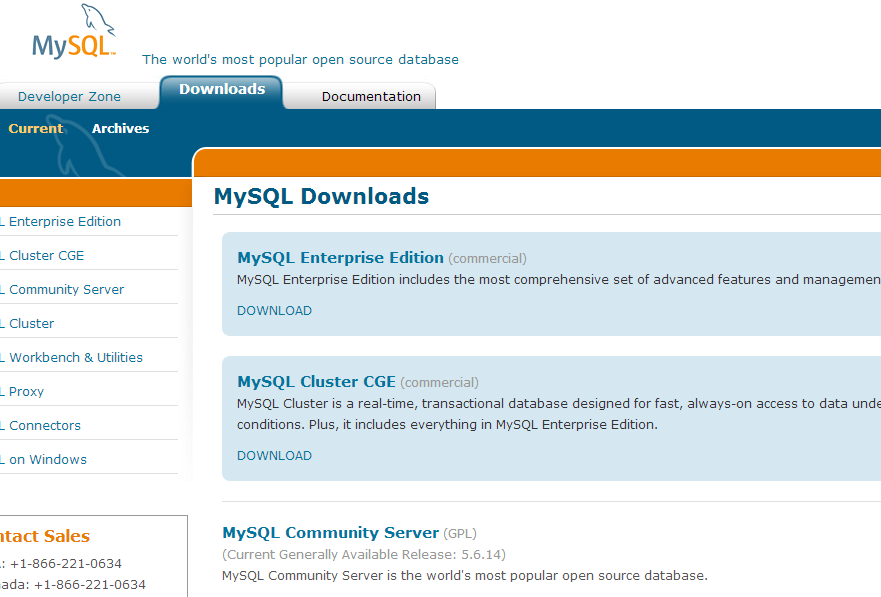 MySQL™
The world's most popular open source database
Developer Zone
Downloads
Documentation
Current
Archives
L Enterprise Edition
L Cluster CGE
L Community Server
L Cluster
L Workbench & Utilities
L Proxy
L Connectors
L on Windows
ntact Sales
: +1-866-221-0634
ada: +1-866-221-0634
MySQL Downloads
MySQL Enterprise Edition (commercial)
MySQL Enterprise Edition includes the most comprehensive set of advanced features and managemen
DOWNLOAD
MySQL Cluster CGE (commercial)
MySQL Cluster is a real-time, transactional database designed for fast, always-on access to data unde
conditions. Plus, it includes everything in MySQL Enterprise Edition.
DOWNLOAD
MySQL Community Server (GPL)
(Current Generally Available Release: 5.6.14)
MySQL Community Server is the world's most popular open source database.